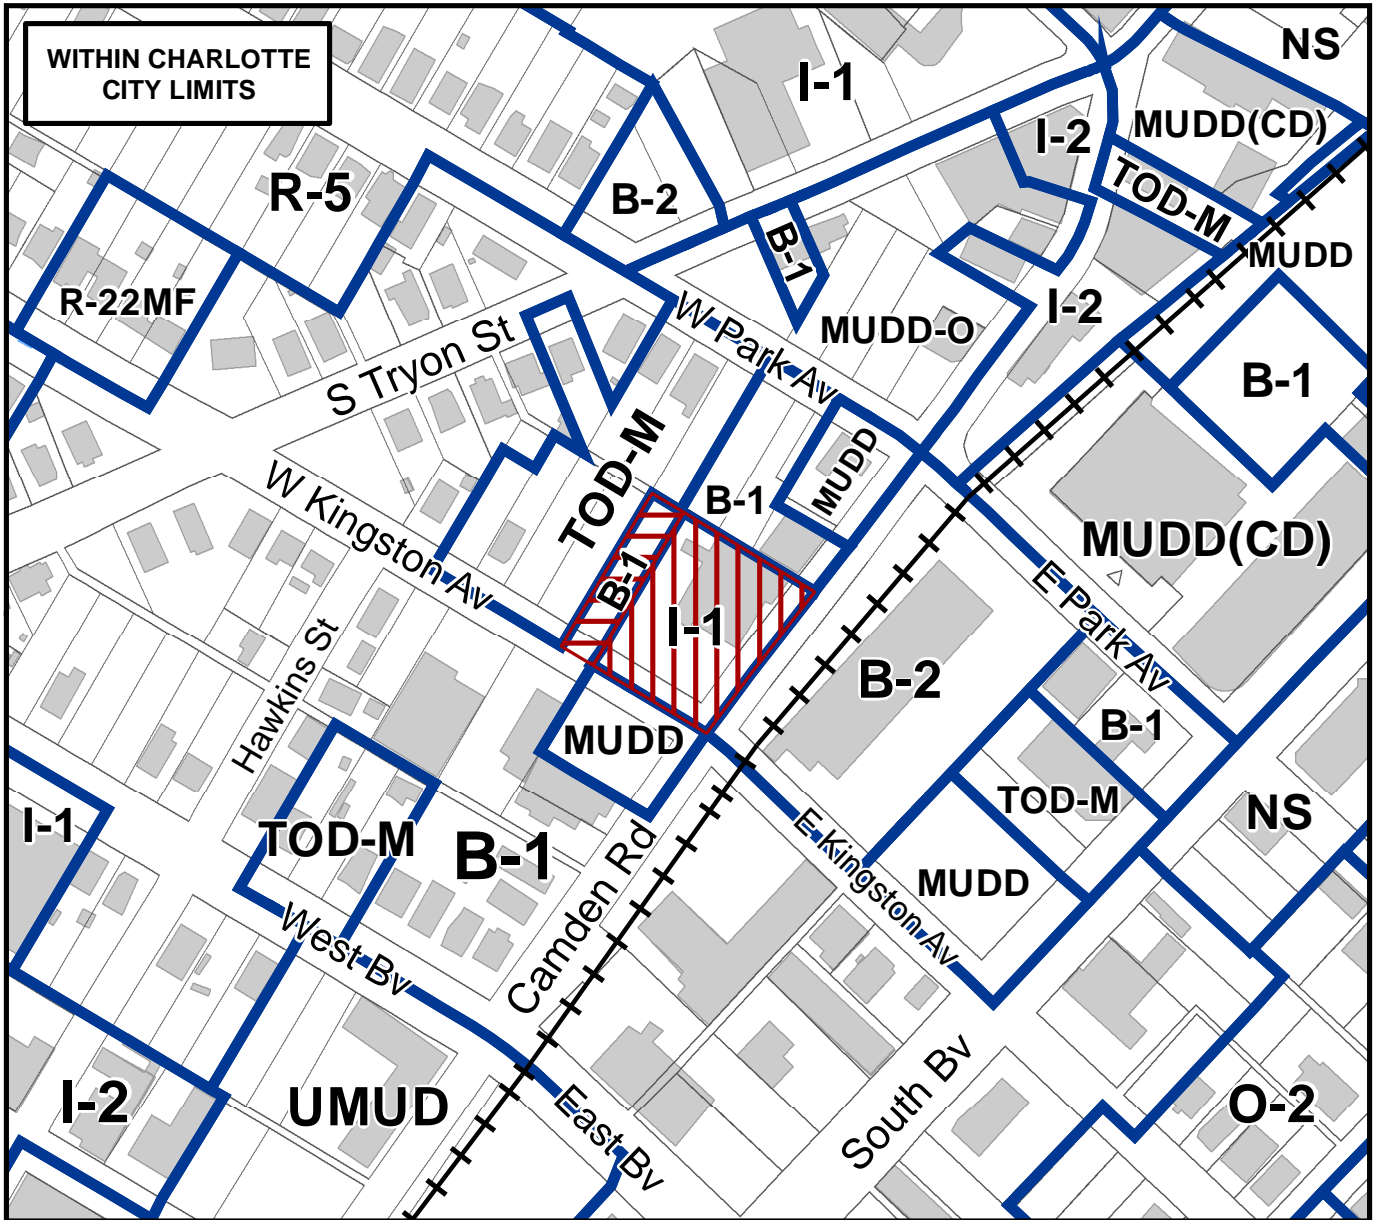 WITHIN CHARLOTTE
CITY LIMITS
NS
I-1
MUDD(CD)
I-2
R-5
B-2
TOD-M
B-1
MUDD
R-22MF
I-2
MUDD-O
W Park Av
S Tryon St
B-1
TOD-M
MUDD
B-1
W Kingston Av
MUDD(CD)
B-1
I-1
E Park Av
Hawkins St
B-2
B-1
MUDD
TOD-M
NS
I-1
TOD-M
B-1
E Kingston Av
MUDD
Camden Rd
West Bv
South Bv
I-2
UMUD
East Bv
O-2